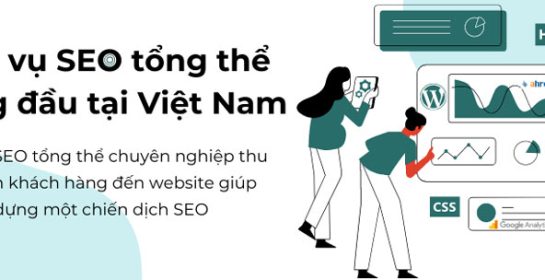 vụ SEO tổng thể
g đầu tại Việt Nam
SEO tổng thể chuyên nghiệp thu
khách hàng đến website giúp
dựng một chiến dịch SEO
H
ahr
CSS
Google Analyt